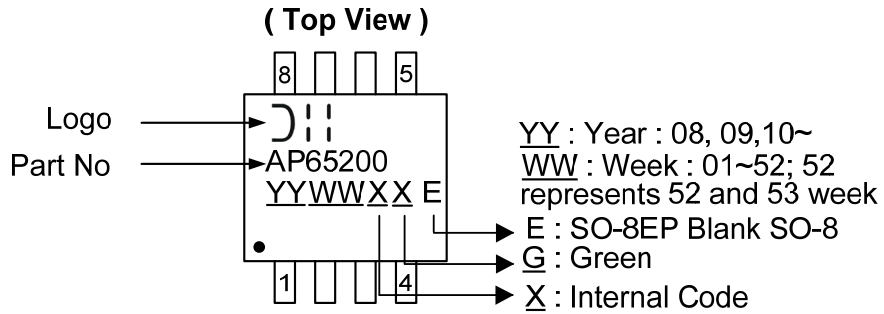 ( Top View )
8 5
Logo
Part No
AP65200
YYWWXX E
1 4
YY : Year : 08, 09,10~
WW : Week : 01~52; 52
represents 52 and 53 week
E : SO-8EP Blank SO-8
G : Green
X : Internal Code